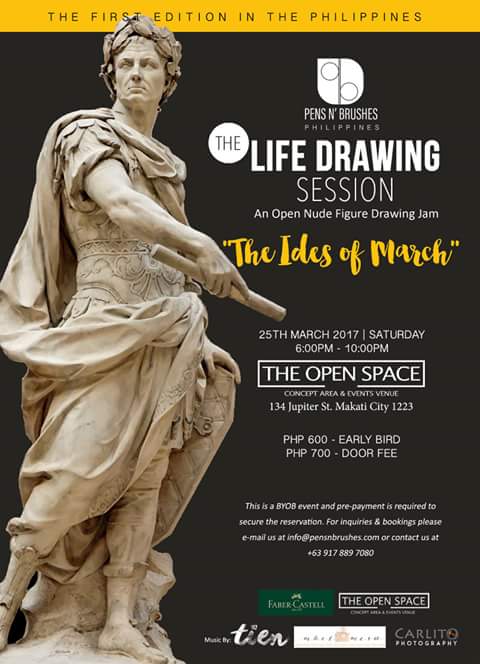 THE FIRST EDITION IN THE PHILIPPINES
PENS N' BRUSHES
PHILIPPINES
THE LIFE DRAWING
SESSION
An Open Nude Figure Drawing Jam
"The Ides of March"
25TH MARCH 2017 | SATURDAY
6:00PM - 10:00PM
THE OPEN SPACE
CONCEPT AREA & EVENTS VENUE
134 Jupiter St. Makati City 1223
PHP 600 - EARLY BIRD
PHP 700 - DOOR FEE
This is a BYOB event and pre-payment is required to
secure the reservation. For inquiries & bookings please
e-mail us at info@pensnbrushes.com or contact us at
+63 917 889 7080
FABER-CASTELL
THE OPEN SPACE
CONCEPT AREA & EVENTS VENUE
Music By: tien
CARLITO
PHOTOGRAPHY